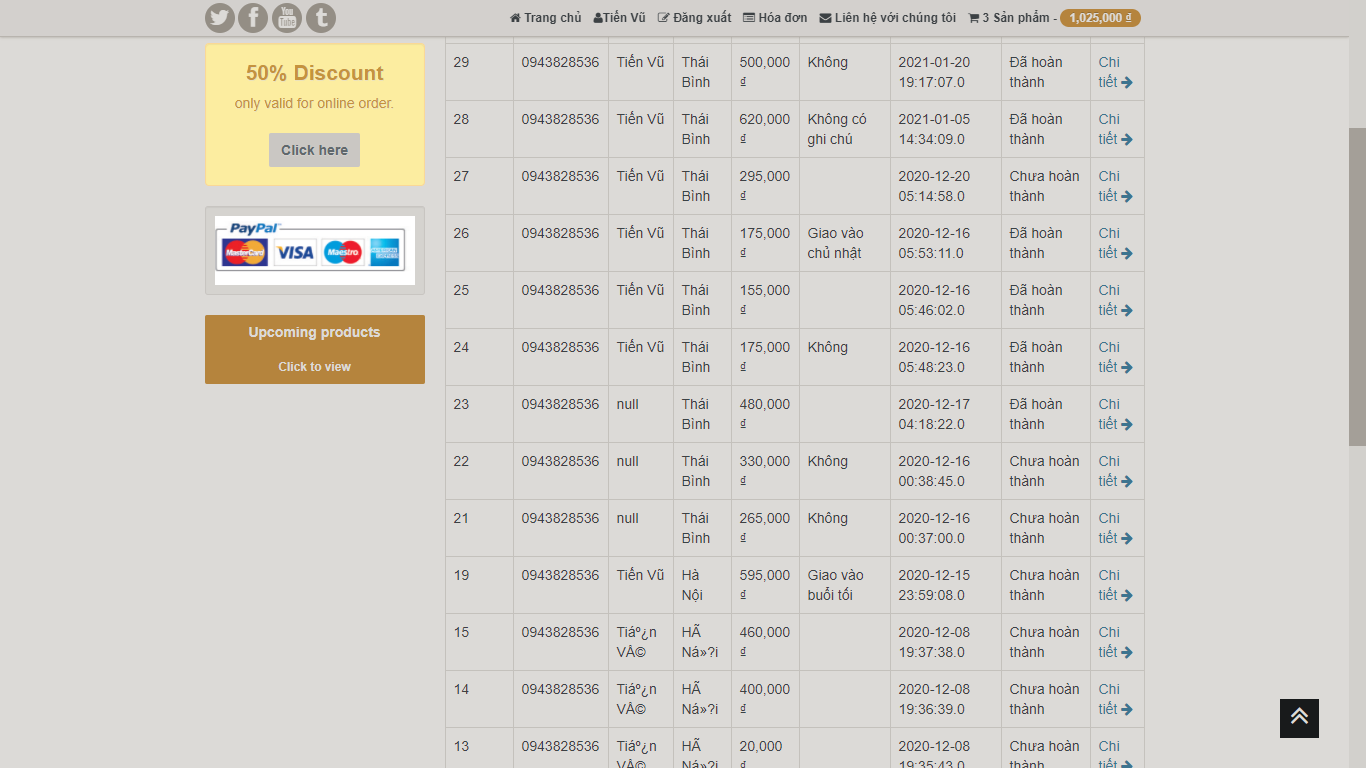 Trang chủ Tiến Vũ Đăng xuất Hóa đơn Liên hệ với chúng tôi 3 Sản phẩm - 1,025,000 ₫
50% Discount
only valid for online order.
Click here
PayPal
MasterCard VISA Maestro
Upcoming products
Click to view
29 0943828536 Tiến Vũ Thái 500,000 Không 2021-01-20 Đã hoàn Chi
Bình ₫ 19:17:07.0 thành tiết
28 0943828536 Tiến Vũ Thái 620,000 Không có 2021-01-05 Đã hoàn Chi
Bình ₫ ghi chú 14:34:09.0 thành tiết
27 0943828536 Tiến Vũ Thái 295,000 2020-12-20 Chưa hoàn Chi
Bình ₫ 05:14:58.0 thành tiết
26 0943828536 Tiến Vũ Thái 175,000 Giao vào 2020-12-16 Đã hoàn Chi
Bình ₫ chủ nhật 05:53:11.0 thành tiết
25 0943828536 Tiến Vũ Thái 155,000 2020-12-16 Đã hoàn Chi
Bình ₫ 05:46:02.0 thành tiết
24 0943828536 Tiến Vũ Thái 175,000 Không 2020-12-16 Đã hoàn Chi
Bình ₫ 05:48:23.0 thành tiết
23 0943828536 null Thái 480,000 2020-12-17 Đã hoàn Chi
Bình ₫ 04:18:22.0 thành tiết
22 0943828536 null Thái 330,000 Không 2020-12-16 Chưa hoàn Chi
Bình ₫ 00:38:45.0 thành tiết
21 0943828536 null Thái 265,000 Không 2020-12-16 Chưa hoàn Chi
Bình ₫ 00:37:00.0 thành tiết
19 0943828536 Tiến Vũ Hà 595,000 Giao vào 2020-12-15 Chưa hoàn Chi
Nội ₫ buổi tối 23:59:08.0 thành tiết
15 0943828536 Tiáº¿n HÃ 460,000 2020-12-08 Chưa hoàn Chi
VÅ© Ná»?i ₫ 19:37:38.0 thành tiết
14 0943828536 Tiáº¿n HÃ 400,000 2020-12-08 Chưa hoàn Chi
VÅ© Ná»?i ₫ 19:36:39.0 thành tiết
13 0943828536 Tiáº¿n HÃ 20,000 2020-12-08 Chưa hoàn Chi
VÅ© Ná»?i ₫ 19:35:43.0 thành tiết